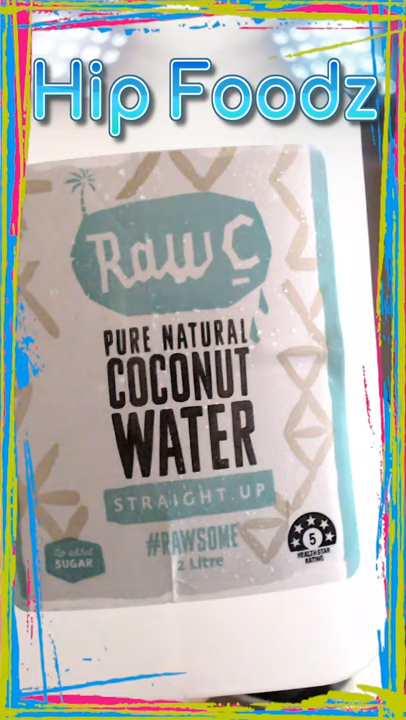 Hip Foodz
Raw C
PURE NATURAL
COCONUT
WATER
STRAIGHT UP
#RAWSOME
2 Litre
No added
SUGAR
5
HEALTH STAR
RATING